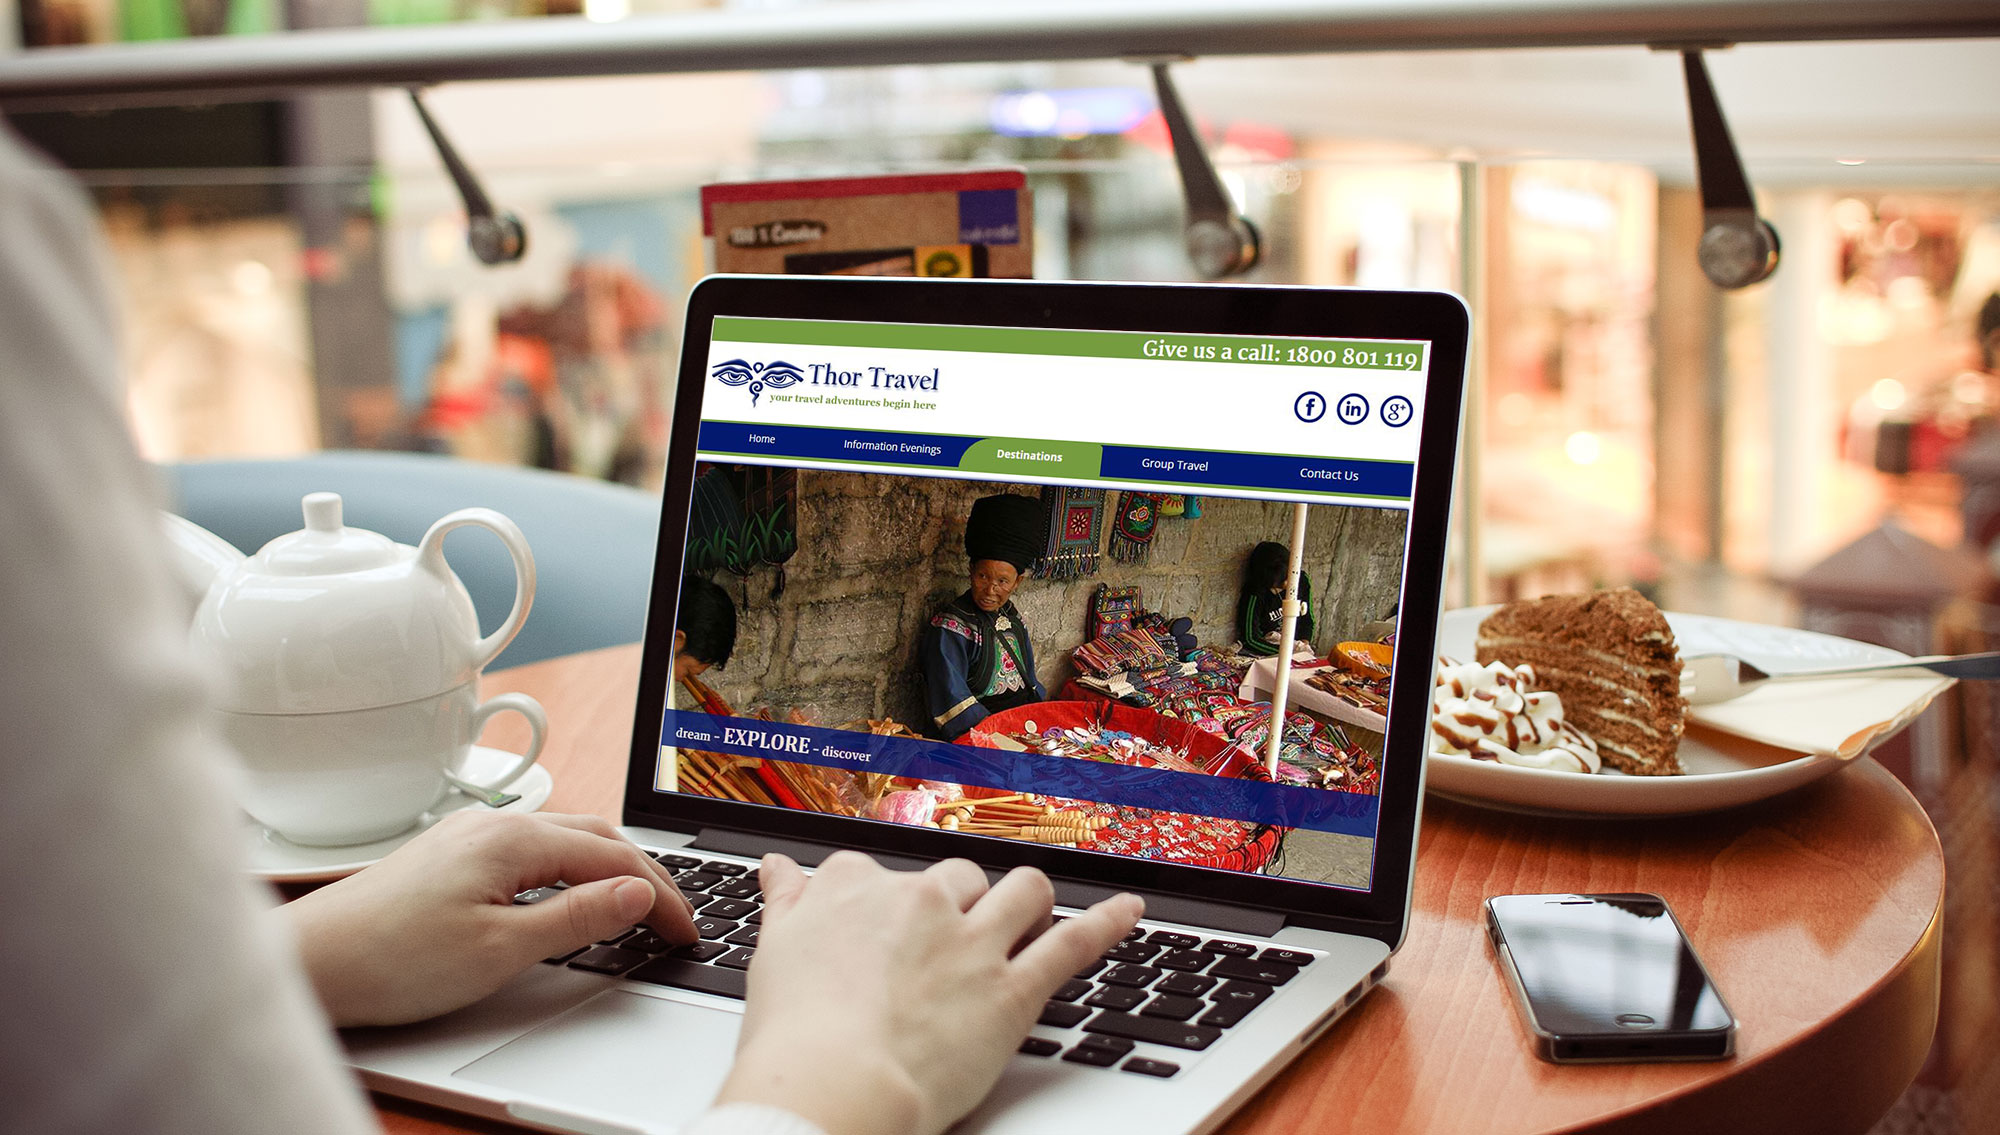 Give us a call: 1800 801 119
Thor Travel
your travel adventures begin here
f in g+
Home Information Evenings Destinations Group Travel Contact Us
dream - EXPLORE - discover